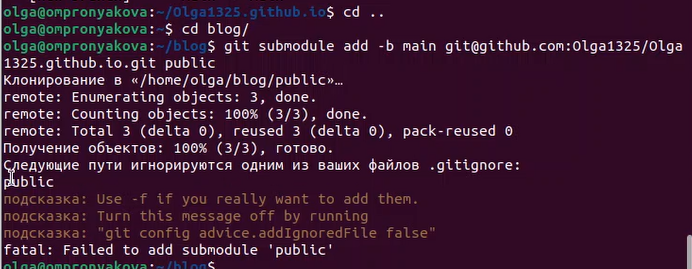 olga@ompronyakova:~/Olga1325.github.io$ cd ..
olga@ompronyakova:~$ cd blog/
olga@ompronyakova:~/blog$ git submodule add -b main git@github.com:Olga1325/Olga
1325.github.io.git public
Клонирование в «/home/olga/blog/public»…
remote: Enumerating objects: 3, done.
remote: Counting objects: 100% (3/3), done.
remote: Total 3 (delta 0), reused 3 (delta 0), pack-reused 0
Получение объектов: 100% (3/3), готово.
Следующие пути игнорируются одним из ваших файлов .gitignore:
public
подсказка: Use -f if you really want to add them.
подсказка: Turn this message off by running
подсказка: "git config advice.addIgnoredFile false"
fatal: Failed to add submodule 'public'
olga@ompronyakova:~/blog$